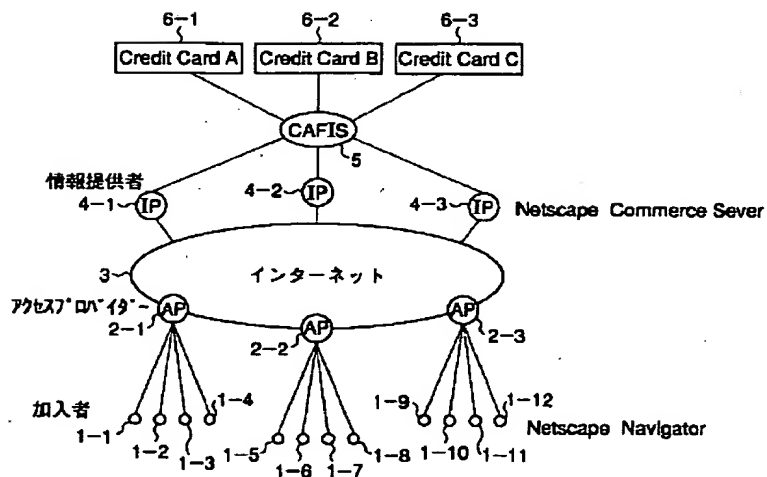 6-1 6-2 6-3
Credit Card A Credit Card B Credit Card C
CAFIS
5
情報提供者
4-1 IP 4-2 IP 4-3 IP Netscape Commerce Sever
3 インターネット
アクセスプロバイダー AP AP
2-1 AP 2-3
2-2
加入者
1-4 1-9 1-12
1-1 1-2 1-3 1-5 1-6 1-7 1-8 1-10 1-11 Netscape Navigator